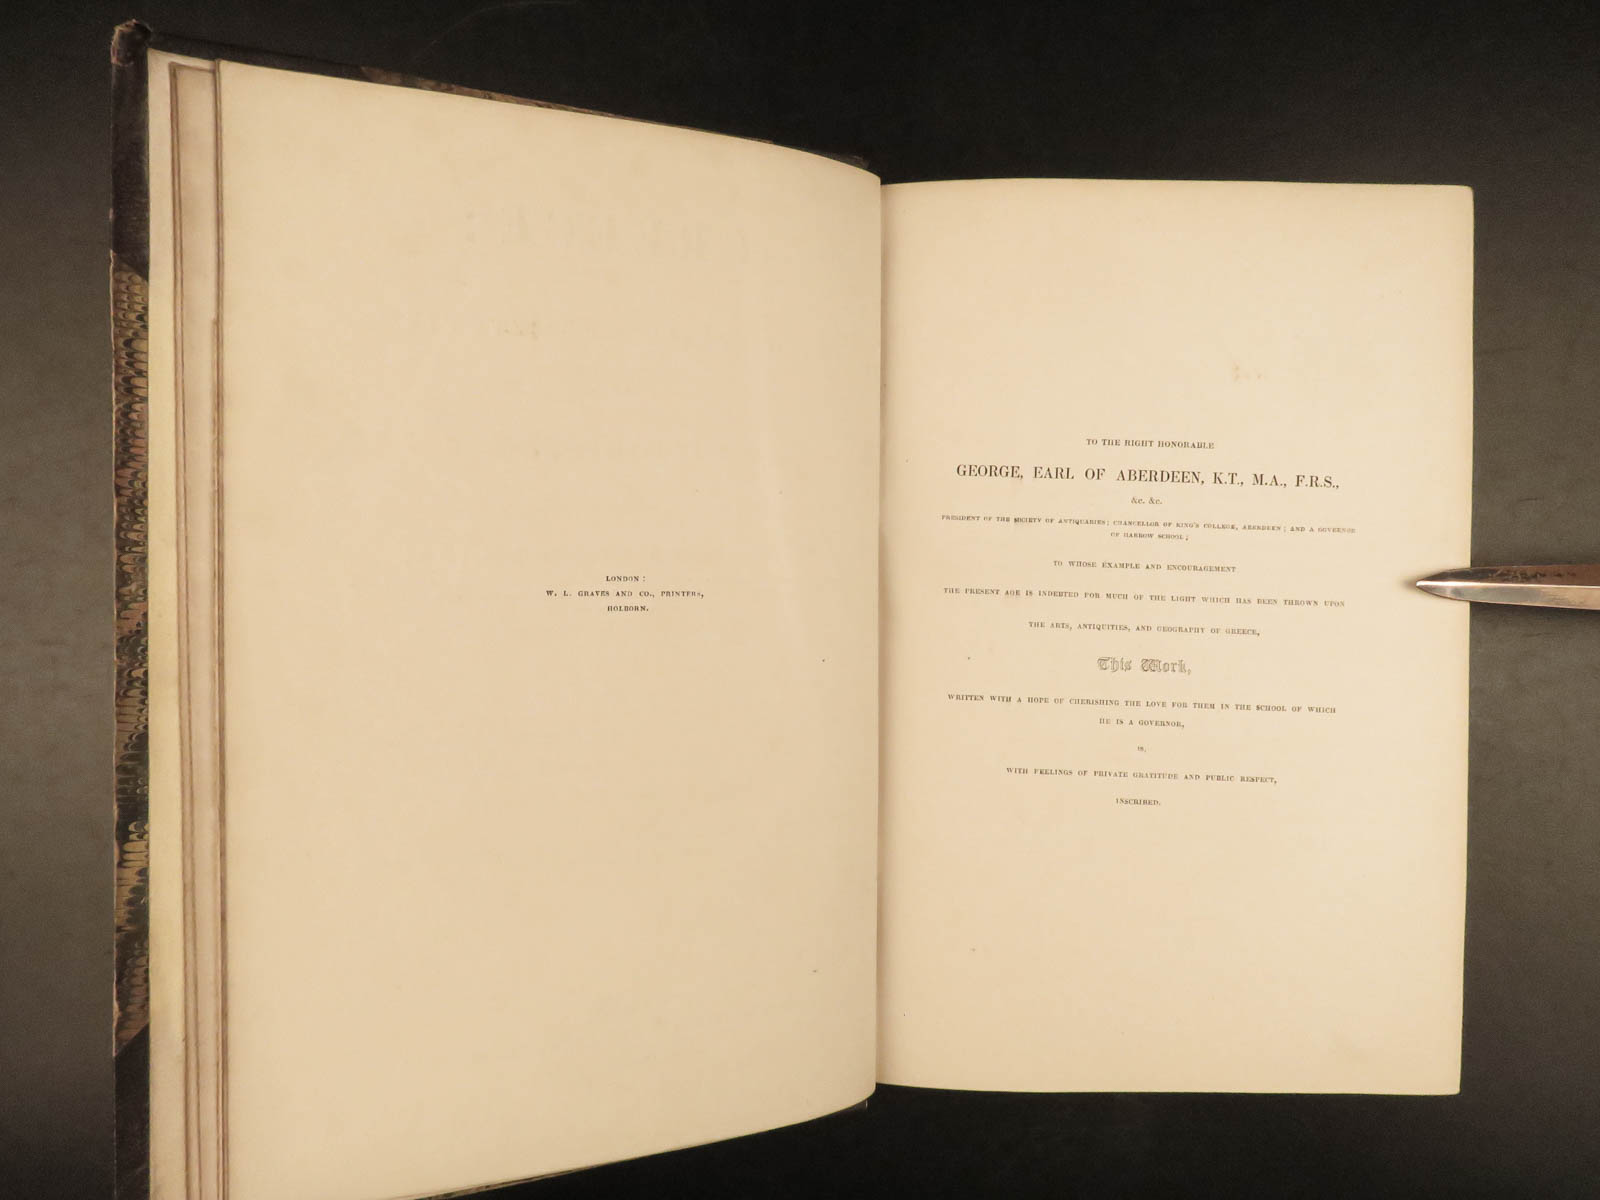 LONDON:
W. L. GRAVES AND CO., PRINTERS,
HOLBORN.
TO THE RIGHT HONORABLE
GEORGE, EARL OF ABERDEEN, K.T., M.A., F.R.S.,
&c. &c.
PRESIDENT OF THE SOCIETY OF ANTIQUARIES; CHANCELLOR OF KING'S COLLEGE, ABERDEEN; AND A GOVERNOR
OF HARROW SCHOOL;
TO WHOSE EXAMPLE AND ENCOURAGEMENT
THE PRESENT AGE IS INDEBTED FOR MUCH OF THE LIGHT WHICH HAS BEEN THROWN UPON
THE ARTS, ANTIQUITIES, AND GEOGRAPHY OF GREECE,
This Work,
WRITTEN WITH A HOPE OF CHERISHING THE LOVE FOR THEM IN THE SCHOOL OF WHICH
HE IS A GOVERNOR,
IS,
WITH FEELINGS OF PRIVATE GRATITUDE AND PUBLIC RESPECT,
INSCRIBED.